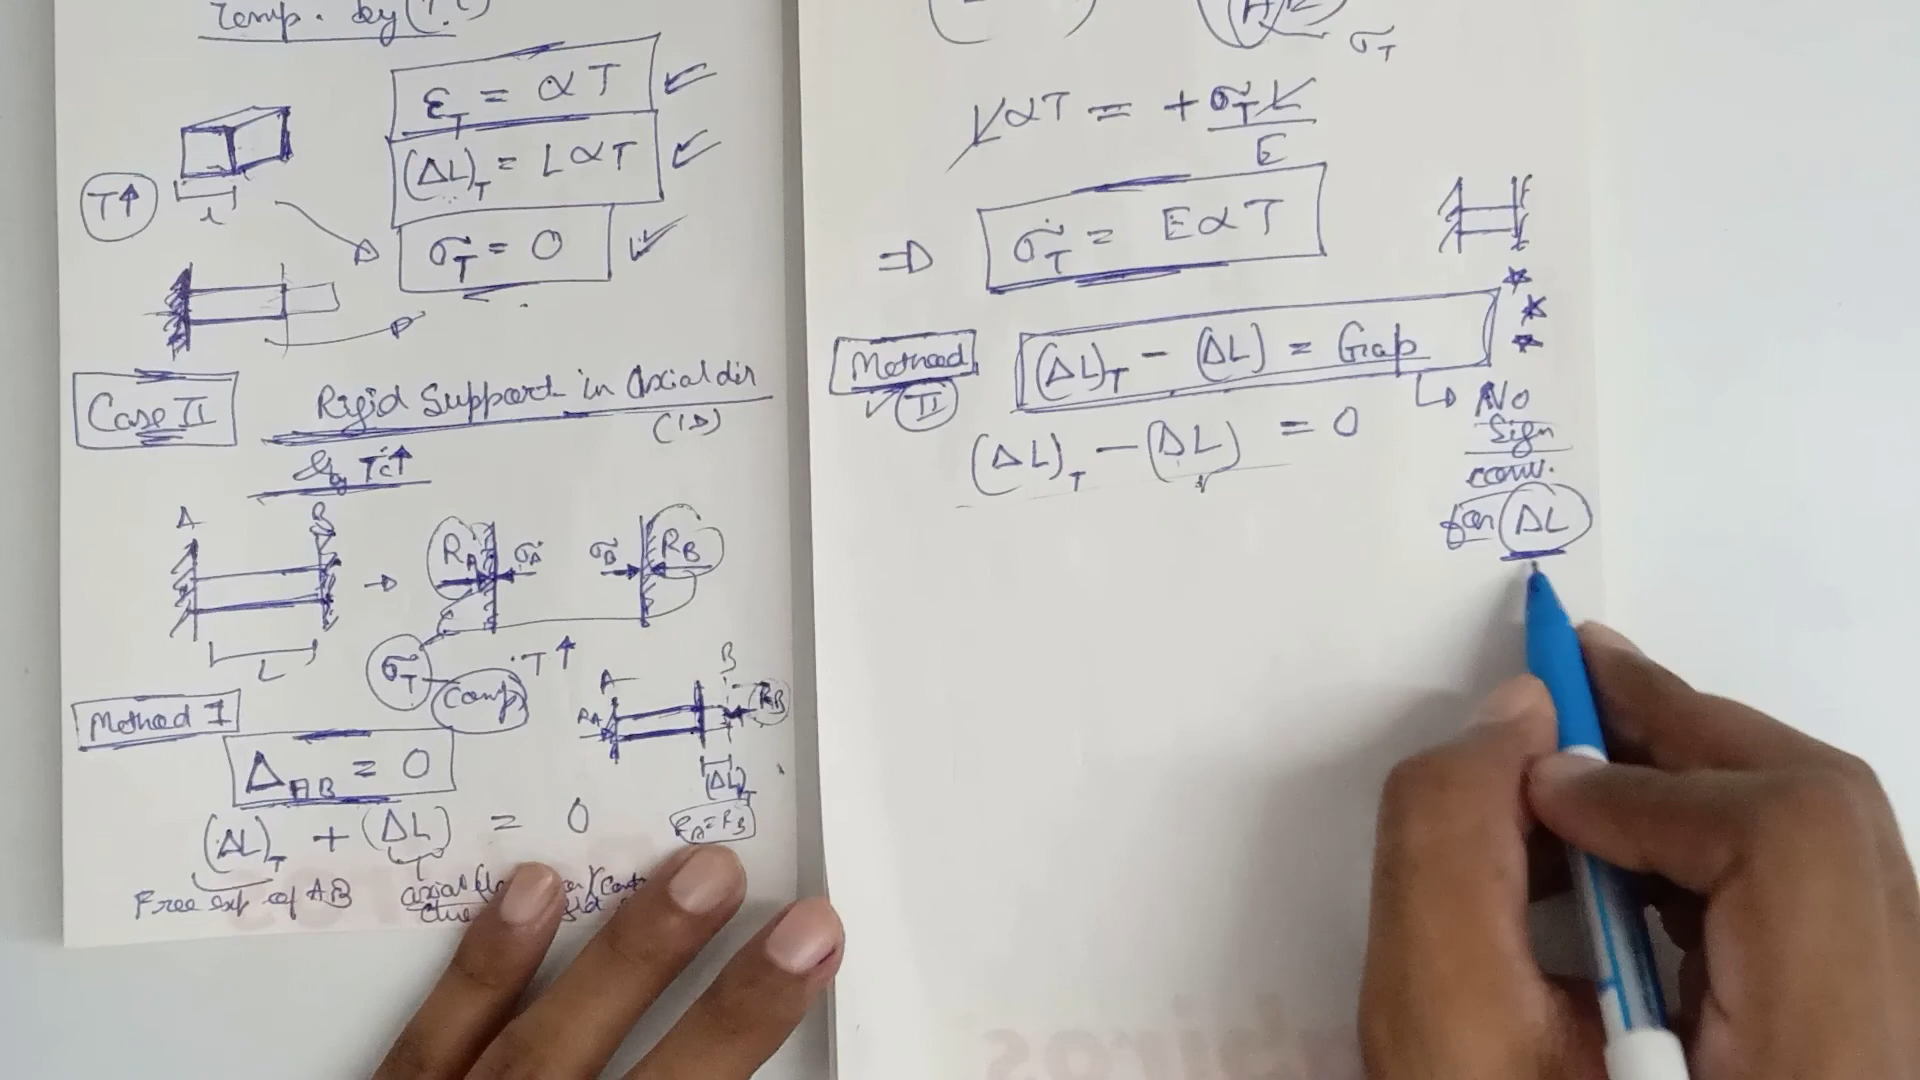 Temp. by (T°C)
ε_T = αT
(ΔL)_T = LαT
T↑
σ_T = 0
Case II
Rigid Support in axial dir
(1D)
T°C↑
A B
R_A σ_A σ_B R_B
L
σ_T
Comp
T↑
A B
R_A R_B
Method I
Δ_AB = 0
(ΔL)_T
(ΔL)_T + (ΔL) = 0
R_A = R_B
Free exp of AB
axial
due
σ_T
LαT = + σ_T L / E
⇒ σ_T = EαT
Method II
(ΔL)_T - (ΔL) = Gap
(ΔL)_T - (ΔL) = 0
No
Sign
conv.
for ΔL